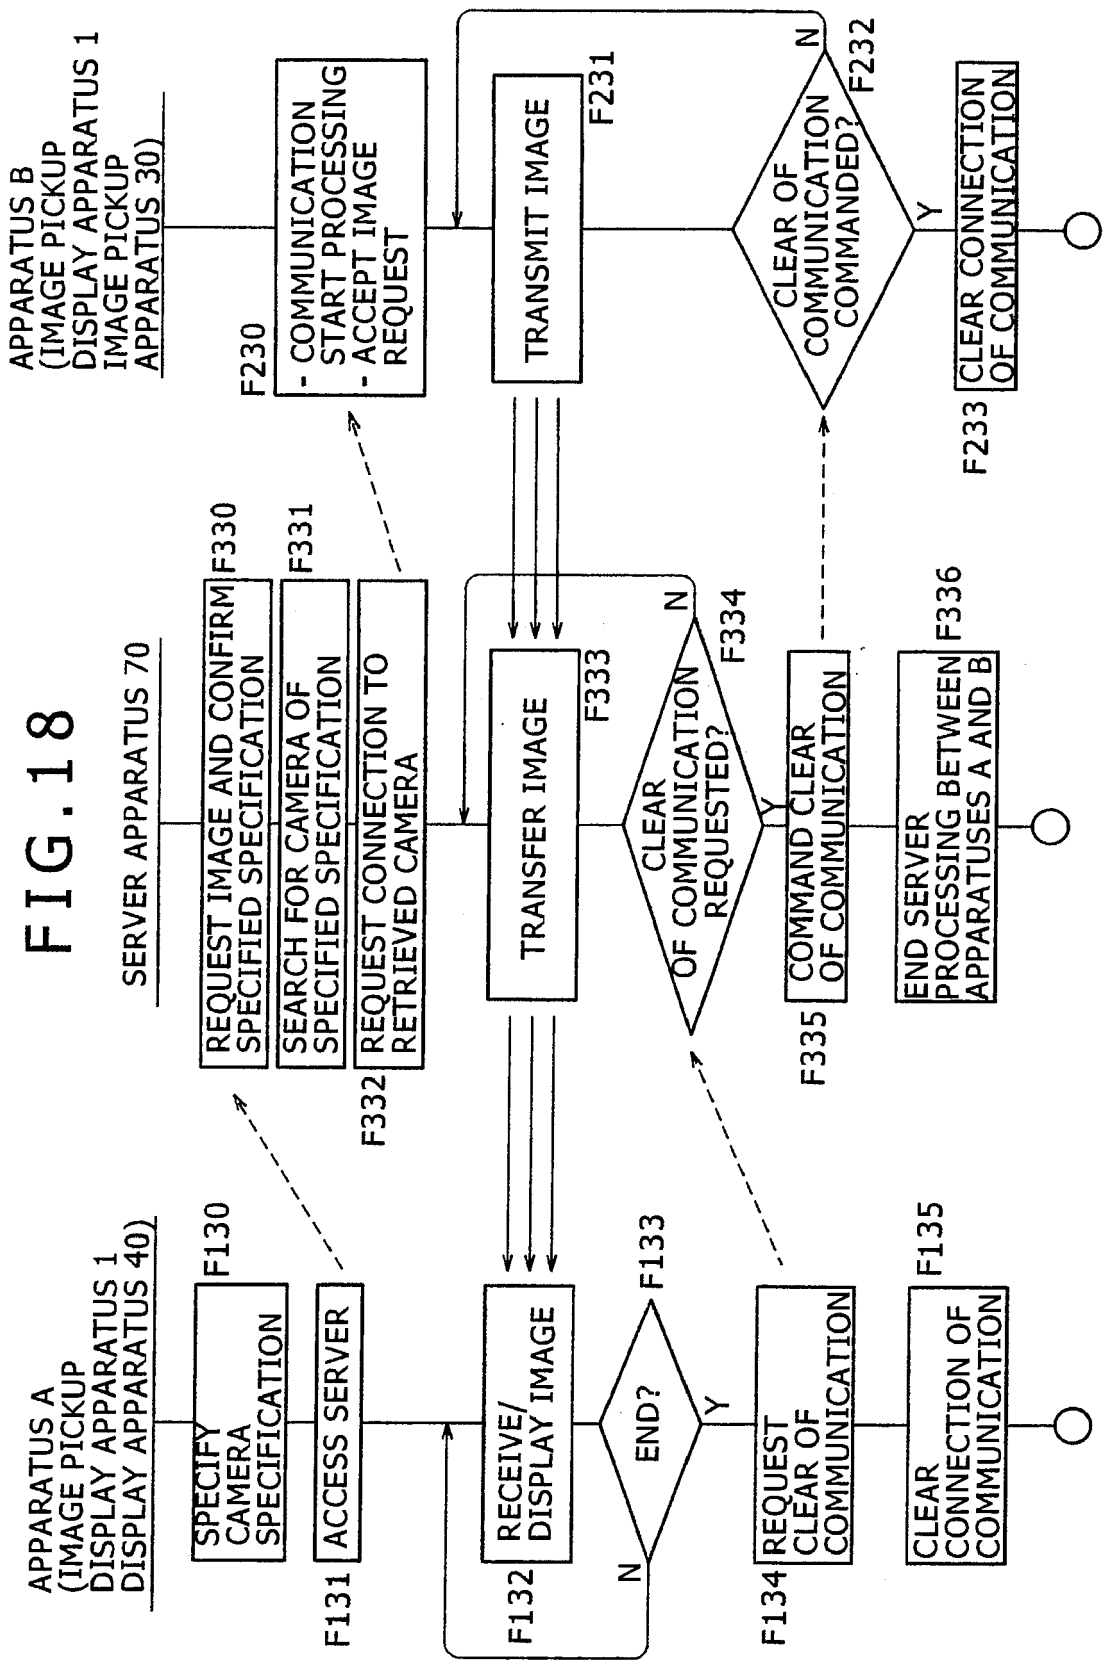 FIG.18
APPARATUS A
(IMAGE PICKUP
DISPLAY APPARATUS 1
DISPLAY APPARATUS 40)
SPECIFY
CAMERA
SPECIFICATION
F130
ACCESS SERVER
F131
RECEIVE/
DISPLAY IMAGE
F132
END?
F133
N
Y
REQUEST
CLEAR OF
COMMUNICATION
F134
CLEAR
CONNECTION OF
COMMUNICATION
F135
SERVER APPARATUS 70
REQUEST IMAGE AND CONFIRM
SPECIFIED SPECIFICATION
F330
SEARCH FOR CAMERA OF
SPECIFIED SPECIFICATION
F331
REQUEST CONNECTION TO
RETRIEVED CAMERA
F332
TRANSFER IMAGE
F333
CLEAR
OF COMMUNICATION
REQUESTED?
F334
N
Y
COMMAND CLEAR
OF COMMUNICATION
F335
END SERVER
PROCESSING BETWEEN
APPARATUSES A AND B
F336
APPARATUS B
(IMAGE PICKUP
DISPLAY APPARATUS 1
IMAGE PICKUP
APPARATUS 30)
F230
- COMMUNICATION
START PROCESSING
- ACCEPT IMAGE
REQUEST
TRANSMIT IMAGE
F231
CLEAR OF
COMMUNICATION
COMMANDED?
F232
N
Y
CLEAR CONNECTION
OF COMMUNICATION
F233